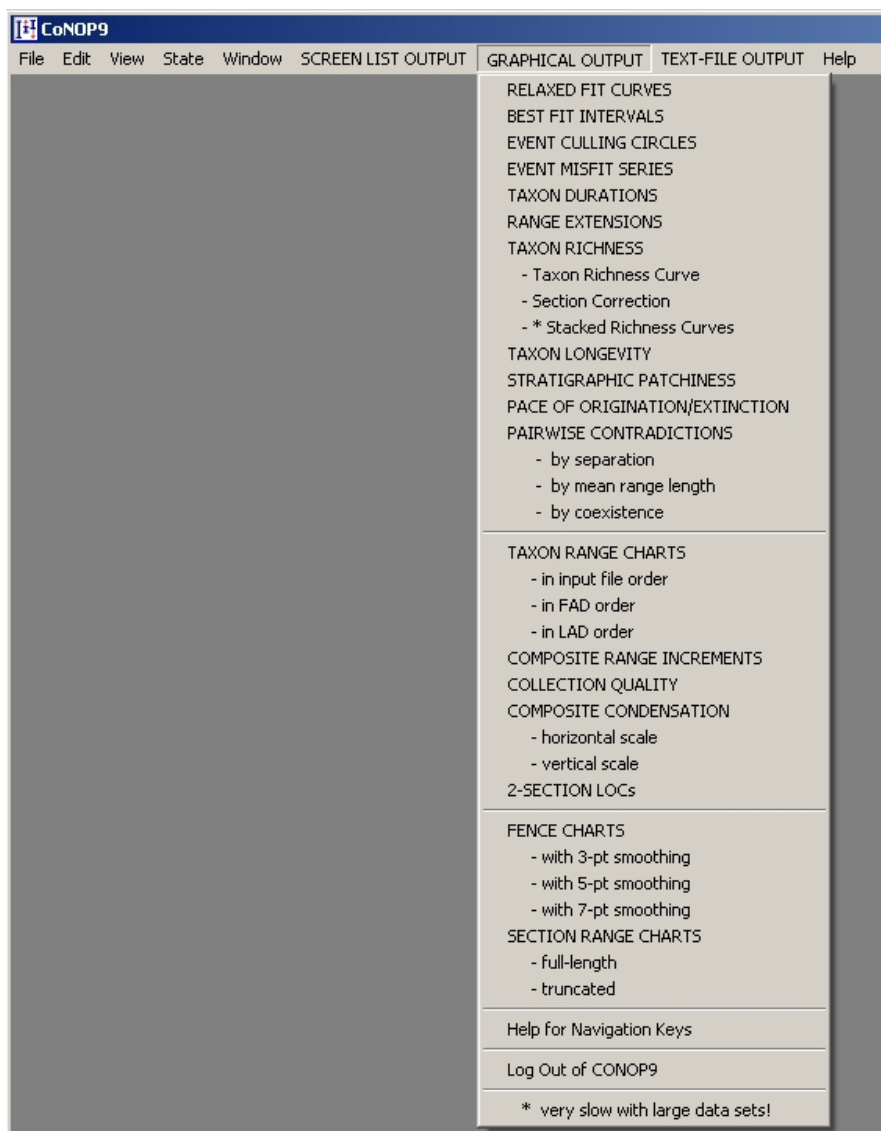 CoNOP9
File Edit View State Window SCREEN LIST OUTPUT GRAPHICAL OUTPUT TEXT-FILE OUTPUT Help
RELAXED FIT CURVES
BEST FIT INTERVALS
EVENT CULLING CIRCLES
EVENT MISFIT SERIES
TAXON DURATIONS
RANGE EXTENSIONS
TAXON RICHNESS
- Taxon Richness Curve
- Section Correction
- * Stacked Richness Curves
TAXON LONGEVITY
STRATIGRAPHIC PATCHINESS
PACE OF ORIGINATION/EXTINCTION
PAIRWISE CONTRADICTIONS
- by separation
- by mean range length
- by coexistence
TAXON RANGE CHARTS
- in input file order
- in FAD order
- in LAD order
COMPOSITE RANGE INCREMENTS
COLLECTION QUALITY
COMPOSITE CONDENSATION
- horizontal scale
- vertical scale
2-SECTION LOCs
FENCE CHARTS
- with 3-pt smoothing
- with 5-pt smoothing
- with 7-pt smoothing
SECTION RANGE CHARTS
- full-length
- truncated
Help for Navigation Keys
Log Out of CONOP9
* very slow with large data sets!